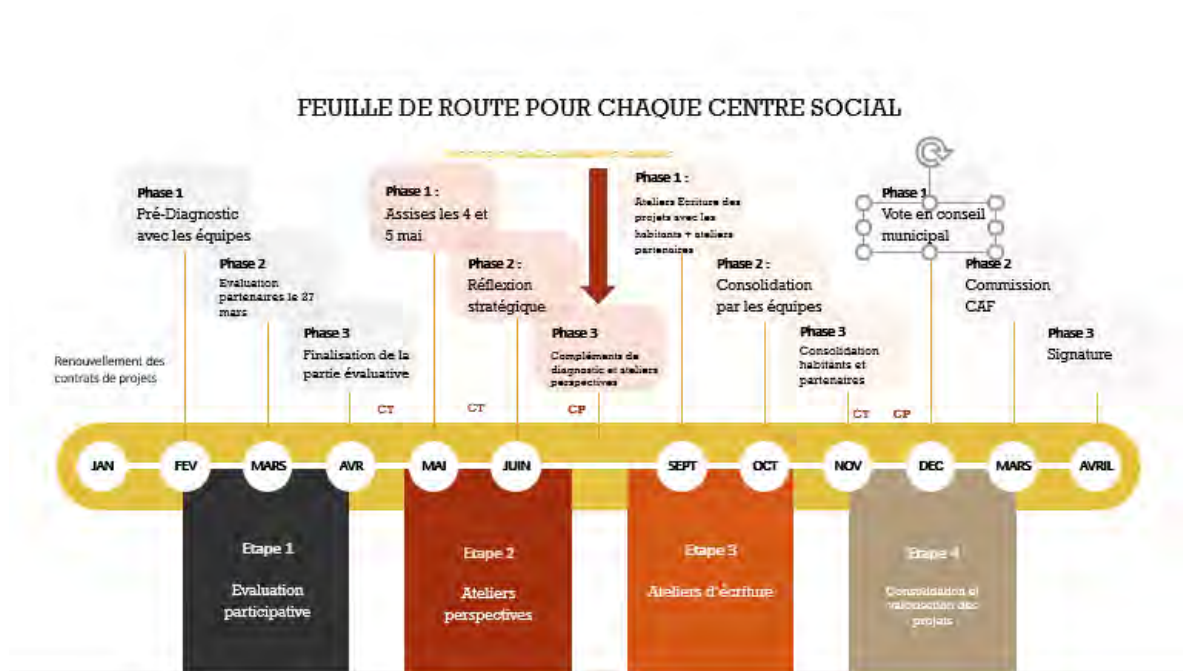 FEUILLE DE ROUTE POUR CHAQUE CENTRE SOCIAL
Phase 1
Pré-Diagnostic
avec les équipes
Phase 2
Evaluation
partenaires le 27
mars
Phase 3
Finalisation de la
partie évaluative
Phase 1 :
Assises les 4 et
5 mai
Phase 2 :
Réflexion
stratégique
Phase 3
Compléments de
diagnostic et ateliers
perspectives
Phase 1 :
Ateliers Ecriture des
projets avec les
habitants + ateliers
partenaires
Phase 2 :
Consolidation
par les équipes
Phase 3
Consolidation
habitants et
partenaires
Phase 1
Vote en conseil
municipal
Phase 2
Commission
CAF
Phase 3
Signature
Renouvellement des
contrats de projets
CT
CT
CP
CT
CP
JAN
FEV
MARS
AVR
MAI
JUIN
SEPT
OCT
NOV
DEC
MARS
AVRIL
Etape 1
Evaluation
participative
Etape 2
Ateliers
perspectives
Etape 3
Ateliers d'écriture
Etape 4
Consolidation et
valorisation des
projets